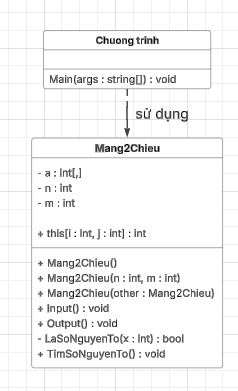 Chuong trình
Main(args : string[]) : void
sử dụng
Mang2Chieu
- a : int[,]
- n : int
- m : int
+ this[i : int, j : int] : int
+ Mang2Chieu()
+ Mang2Chieu(n : int, m : int)
+ Mang2Chieu(other : Mang2Chieu)
+ Input() : void
+ Output() : void
- LaSoNguyenTo(x : int) : bool
+ TimSoNguyenTo() : void